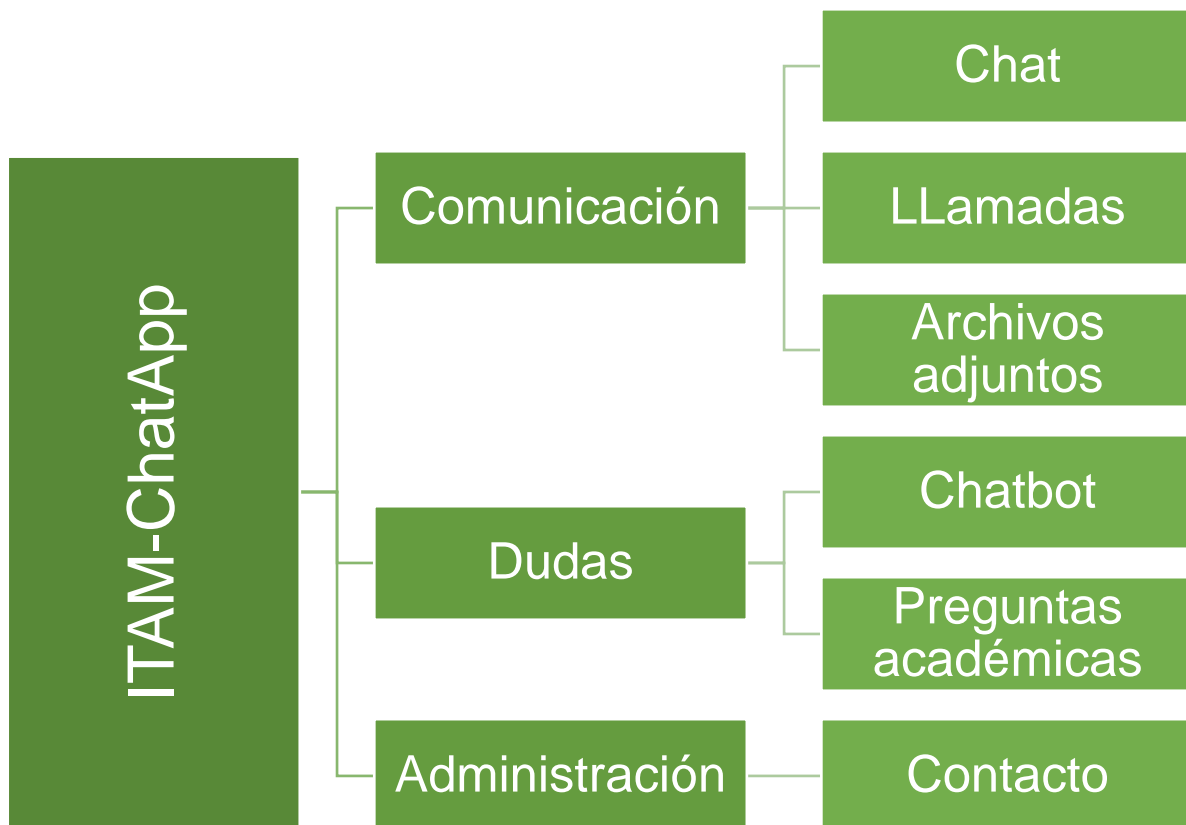 ITAM-ChatApp
Comunicación
Chat
LLamadas
Archivos
adjuntos
Dudas
Chatbot
Preguntas
académicas
Administración
Contacto